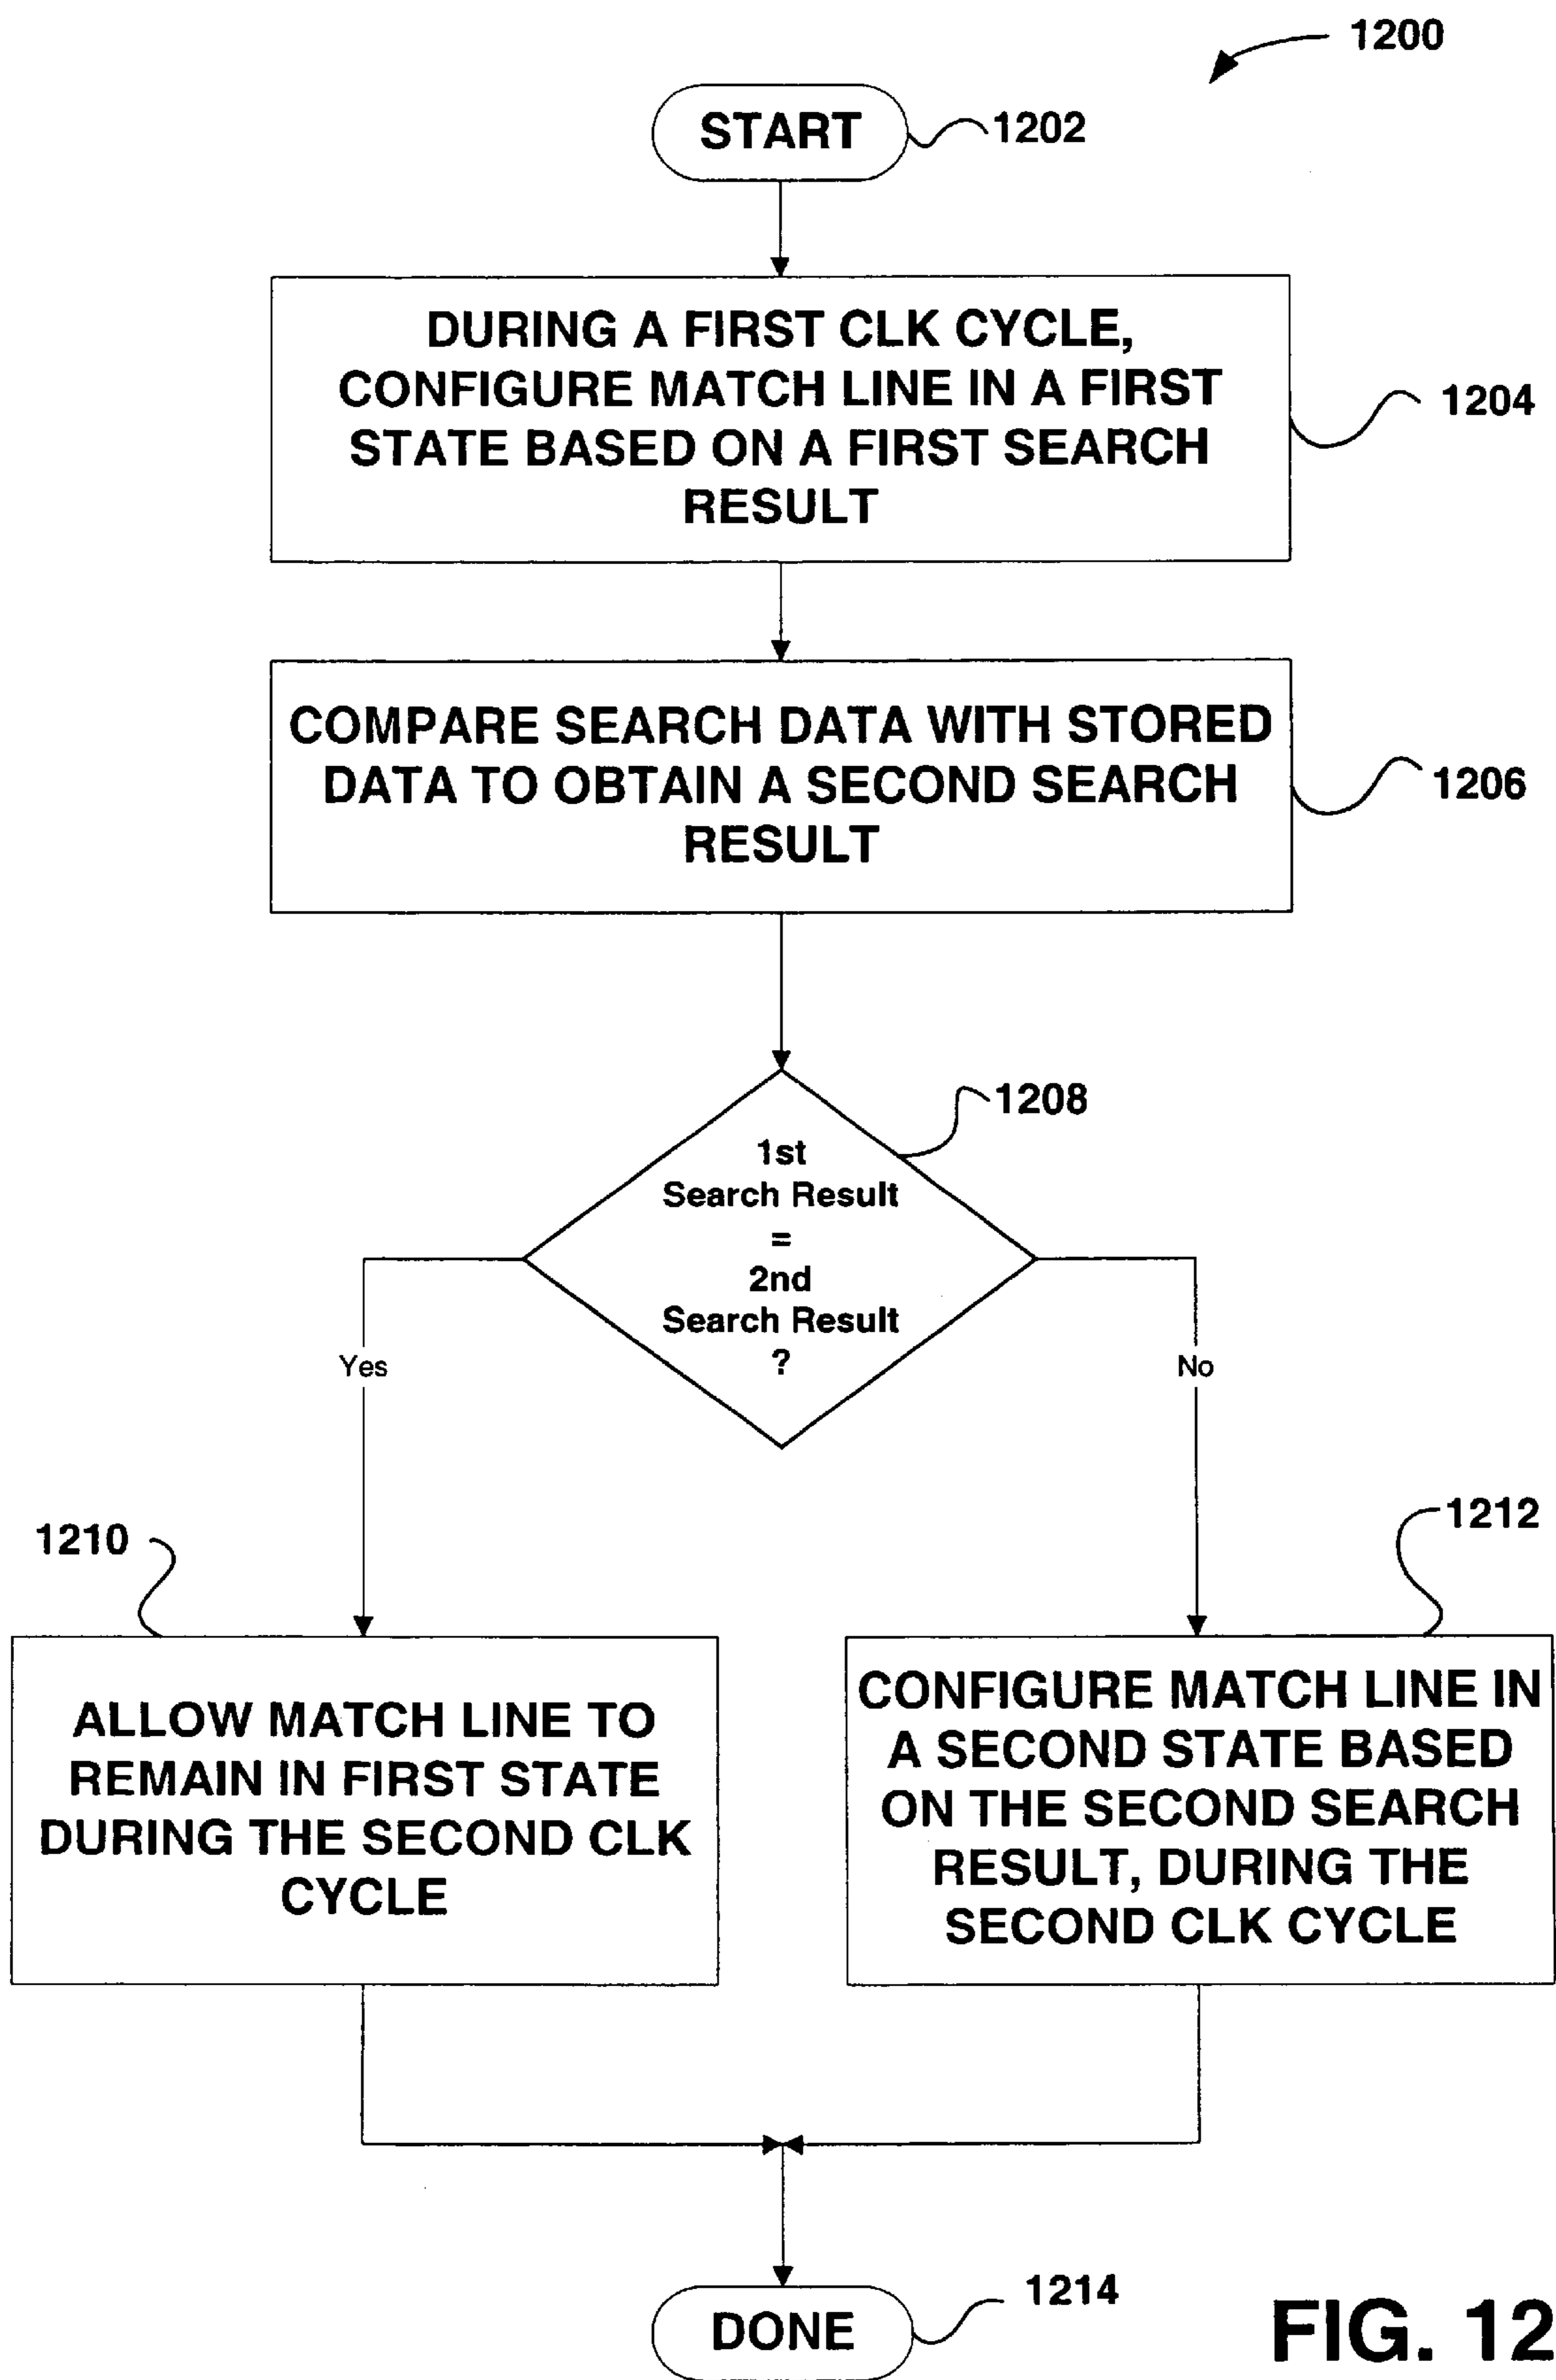 1200
START
1202
DURING A FIRST CLK CYCLE,
CONFIGURE MATCH LINE IN A FIRST
STATE BASED ON A FIRST SEARCH
RESULT
1204
COMPARE SEARCH DATA WITH STORED
DATA TO OBTAIN A SECOND SEARCH
RESULT
1206
1208
1st
Search Result
=
2nd
Search Result
?
Yes
No
1210
1212
ALLOW MATCH LINE TO
REMAIN IN FIRST STATE
DURING THE SECOND CLK
CYCLE
CONFIGURE MATCH LINE IN
A SECOND STATE BASED
ON THE SECOND SEARCH
RESULT, DURING THE
SECOND CLK CYCLE
DONE
1214
FIG. 12